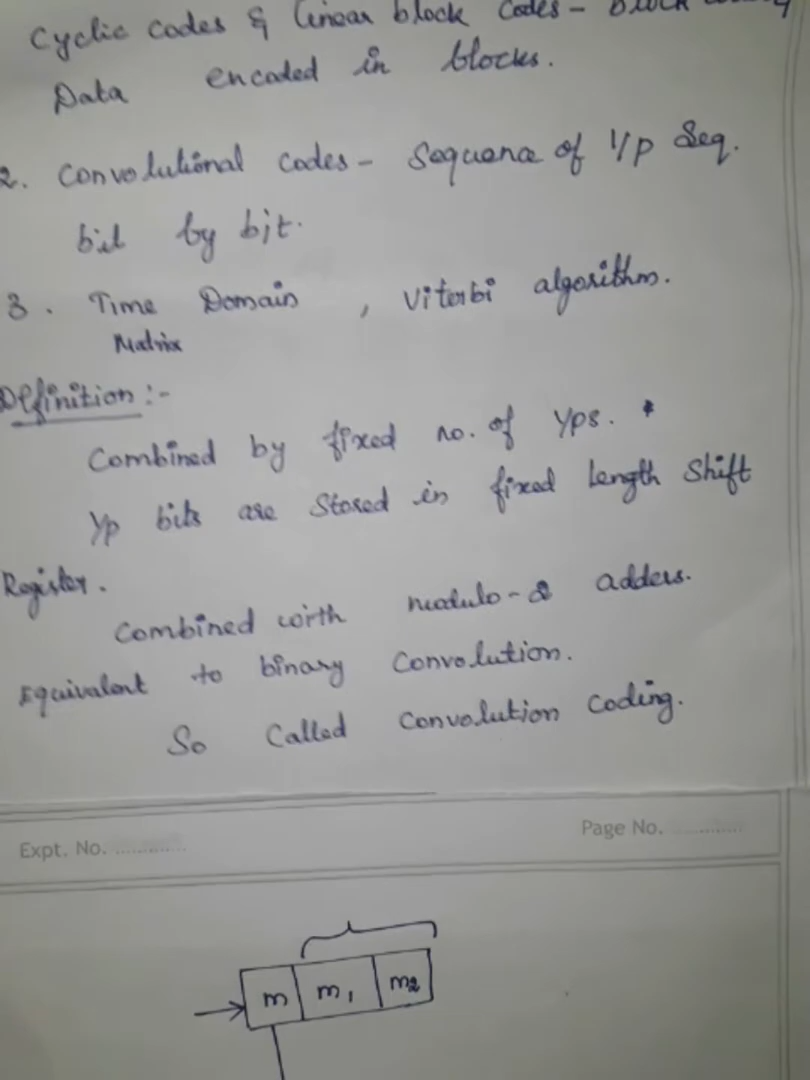 Cyclic codes & linear block codes - Block
Data encoded in blocks.
2. Convolutional codes - Sequence of I/p Seq.
bit by bit.
3. Time Domain , Viterbi algorithm.
Matrix
Definition :-
Combined by fixed no. of I/ps.
I/p bits are stored in fixed length Shift
Register.
Combined with modulo-2 adders.
Equivalent to binary Convolution.
So Called Convolution coding.
Expt. No. ............
Page No. ............
m m1 m2